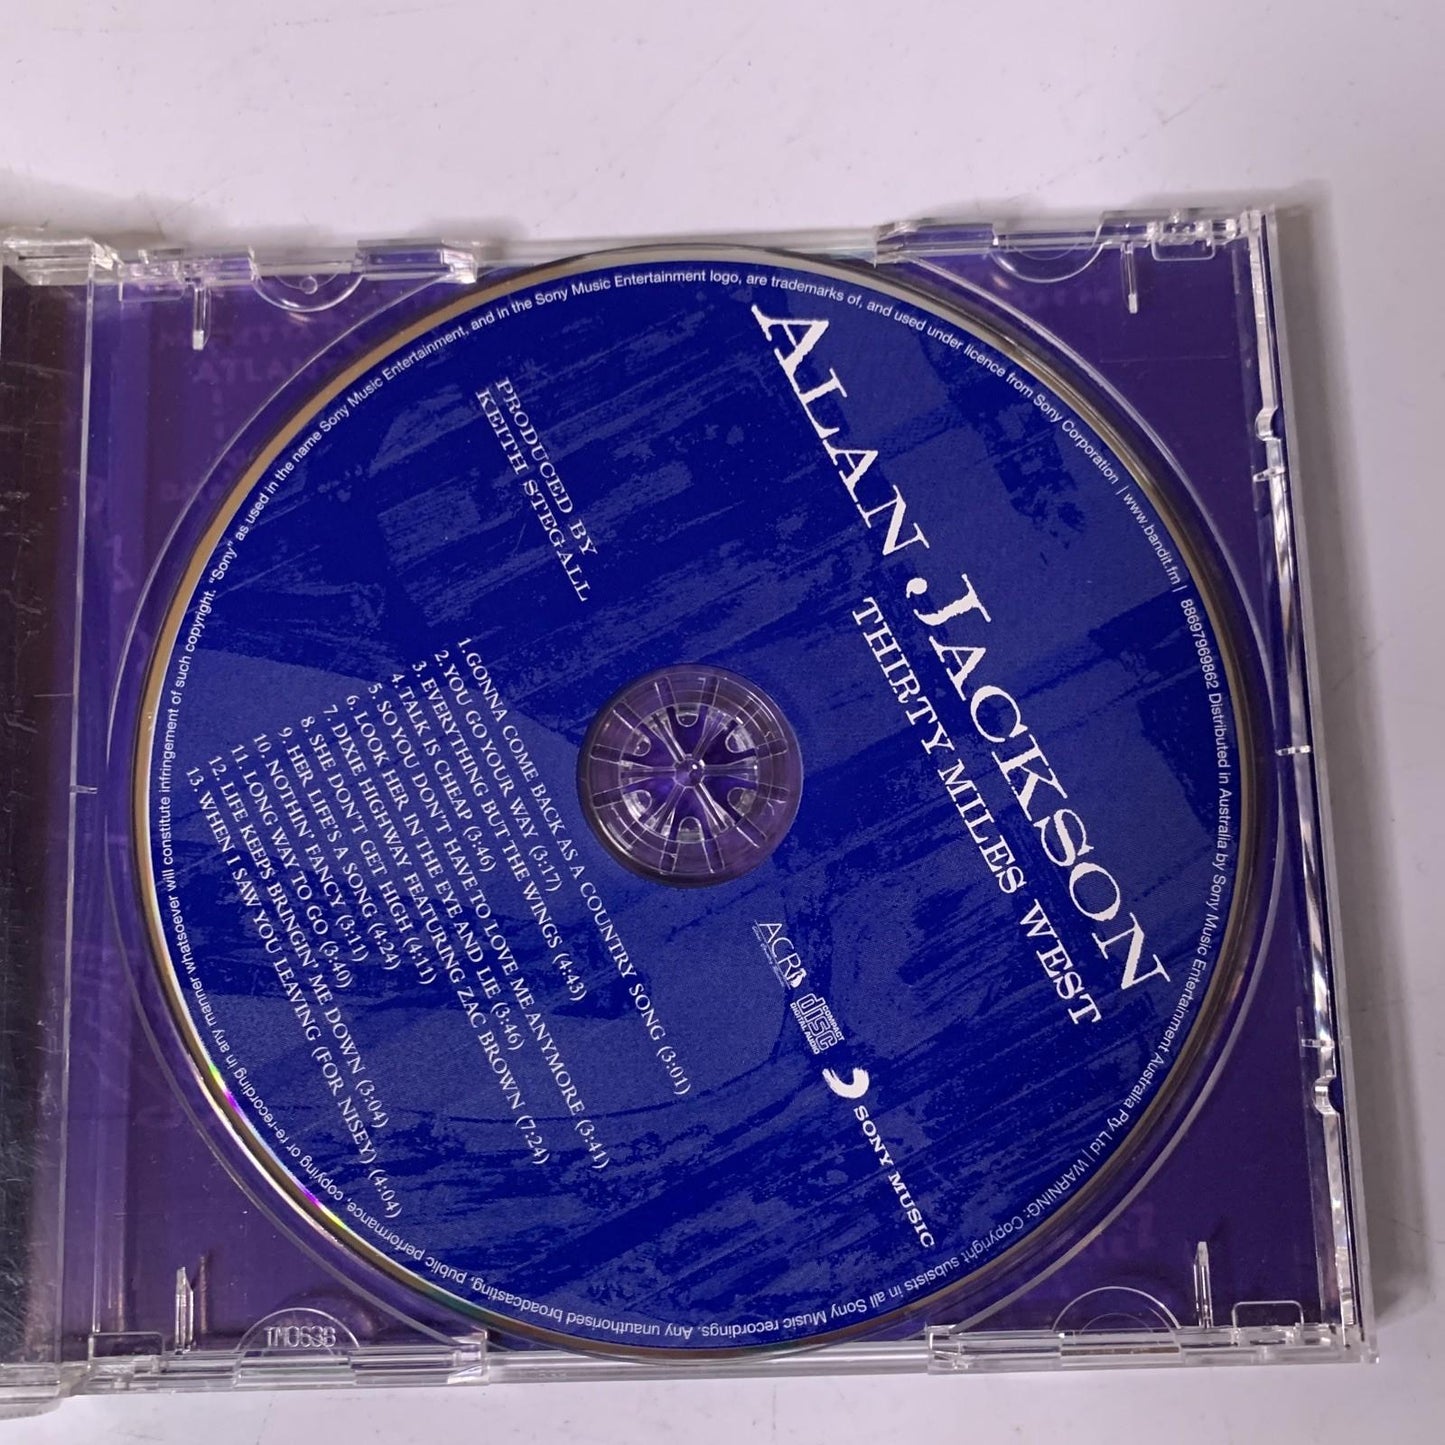 ALAN JACKSON
THIRTY MILES WEST
PRODUCED BY
KEITH STEGALL
1. GONNA COME BACK AS A COUNTRY SONG (3:01)
2. YOU GO YOUR WAY (3:17)
3. EVERYTHING BUT THE WINGS (4:43)
4. TALK IS CHEAP (3:46)
5. SO YOU DON'T HAVE TO LOVE ME ANYMORE (3:41)
6. LOOK HER IN THE EYE AND LIE (3:46)
7. DIXIE HIGHWAY FEATURING ZAC BROWN (7:24)
8. SHE DON'T GET HIGH (4:11)
9. HER LIFE'S A SONG (4:24)
10. NOTHIN' FANCY (3:11)
11. LONG WAY TO GO (3:40)
12. LIFE KEEPS BRINGIN' ME DOWN (3:04)
13. WHEN I SAW YOU LEAVING (FOR NISEY) (4:04)
ACR
COMPACT
disc
DIGITAL AUDIO
SONY MUSIC
"Sony" as used in the name Sony Music Entertainment, and in the Sony Music Entertainment logo, are trademarks of, and used under licence from Sony Corporation | www.bandit.fm | 88697969862 Distributed in Australia by Sony Music Entertainment Australia Pty Ltd | WARNING: Copyright subsists in all Sony Music recordings. Any unauthorised broadcasting, public performance, copying or re-recording in any manner whatsoever will constitute infringement of such copyright.
TM0636